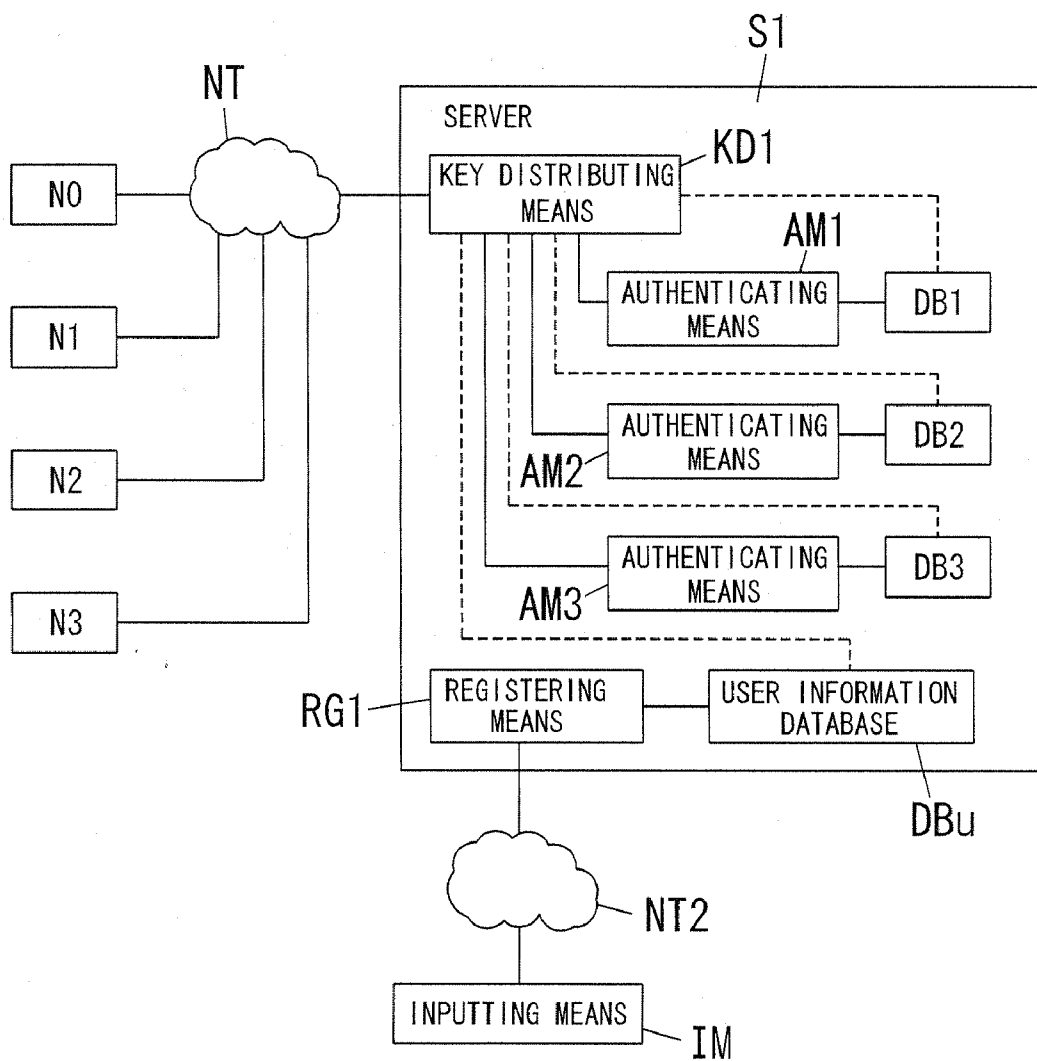 S1
NT
SERVER
KD1
KEY DISTRIBUTING
MEANS
N0
AM1
AUTHENTICATING
MEANS
DB1
N1
AUTHENTICATING
MEANS
DB2
AM2
N2
AUTHENTICATING
MEANS
DB3
AM3
N3
RG1
REGISTERING
MEANS
USER INFORMATION
DATABASE
DBu
NT2
INPUTTING MEANS
IM